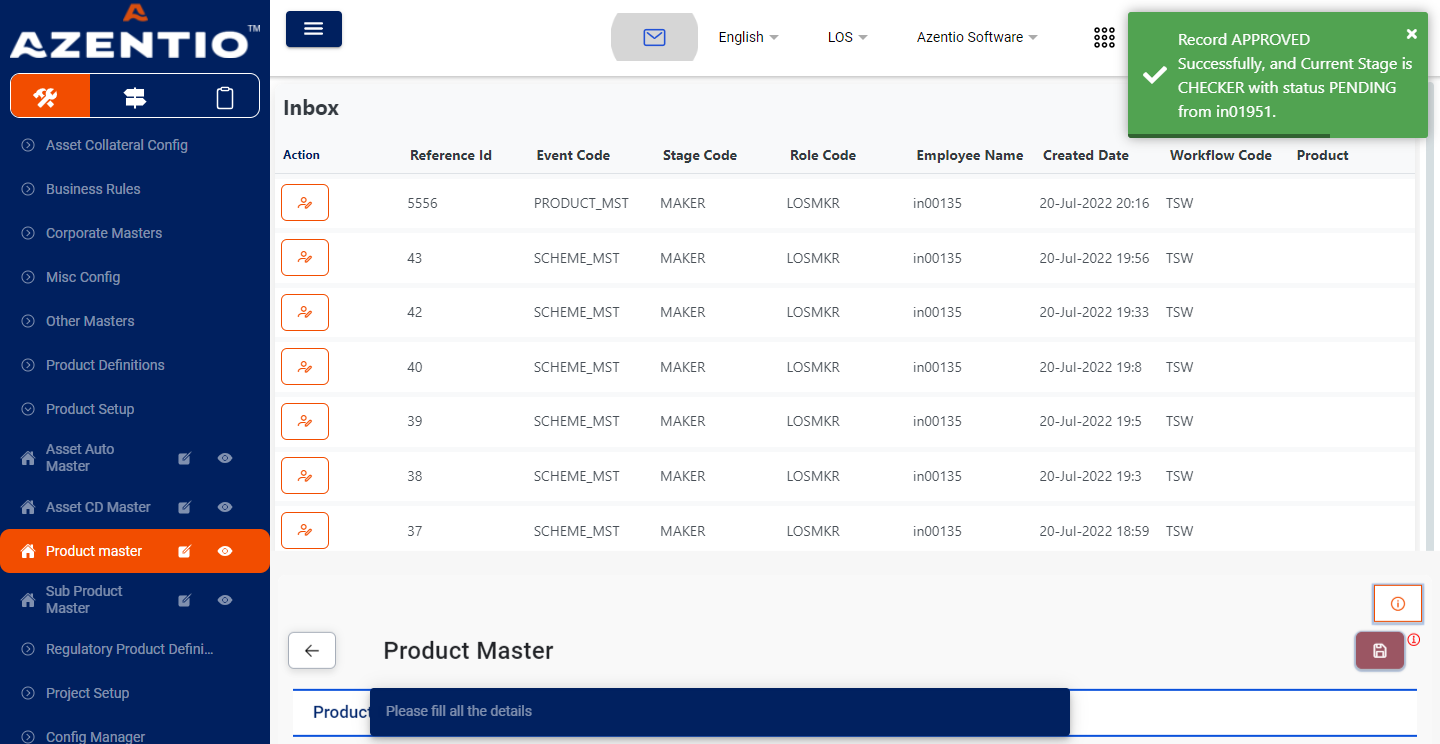 AZENTIO™
English
LOS
Azentio Software
Record APPROVED
Successfully, and Current Stage is
CHECKER with status PENDING
from in01951.
×
Asset Collateral Config
Business Rules
Corporate Masters
Misc Config
Other Masters
Product Definitions
Product Setup
Asset Auto
Master
Asset CD Master
Product master
Sub Product
Master
Regulatory Product Defini...
Project Setup
Config Manager
Inbox
Action Reference Id Event Code Stage Code Role Code Employee Name Created Date Workflow Code Product
5556 PRODUCT_MST MAKER LOSMKR in00135 20-Jul-2022 20:16 TSW
43 SCHEME_MST MAKER LOSMKR in00135 20-Jul-2022 19:56 TSW
42 SCHEME_MST MAKER LOSMKR in00135 20-Jul-2022 19:33 TSW
40 SCHEME_MST MAKER LOSMKR in00135 20-Jul-2022 19:8 TSW
39 SCHEME_MST MAKER LOSMKR in00135 20-Jul-2022 19:5 TSW
38 SCHEME_MST MAKER LOSMKR in00135 20-Jul-2022 19:3 TSW
37 SCHEME_MST MAKER LOSMKR in00135 20-Jul-2022 18:59 TSW
Product Master
Product
Please fill all the details